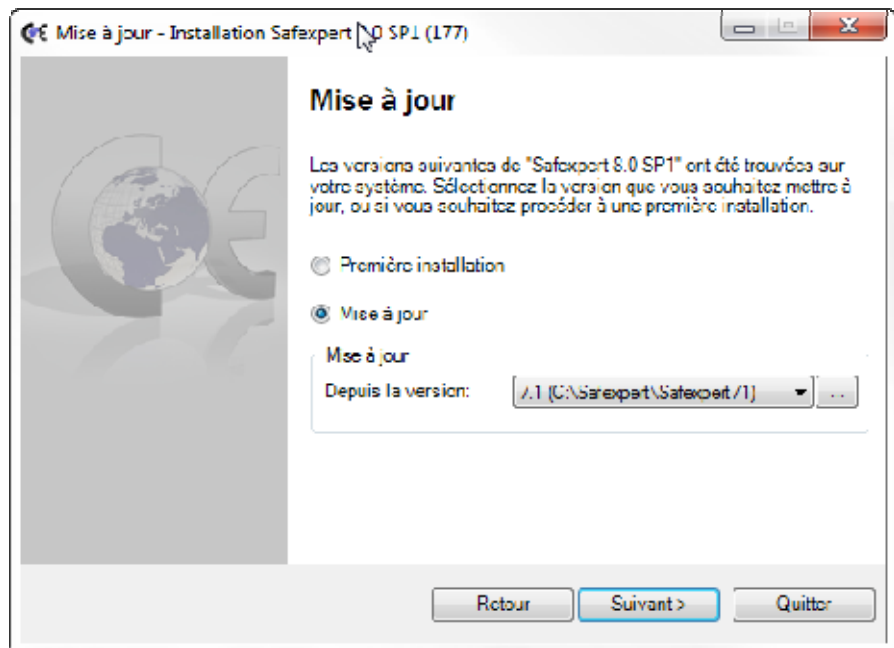 Mise à jour - Installation Safexpert 8.0 SP1 (177)
Mise à jour
Les versions suivantes de "Safexpert 8.0 SP1" ont été trouvées sur
votre système. Sélectionnez la version que vous souhaitez mettre à
jour, ou si vous souhaitez procéder à une première installation.
Première installation
Mise à jour
Mise à jour
Depuis la version:
7.1 (C:\Safexpert\Safexpert71)
...
Retour
Suivant >
Quitter